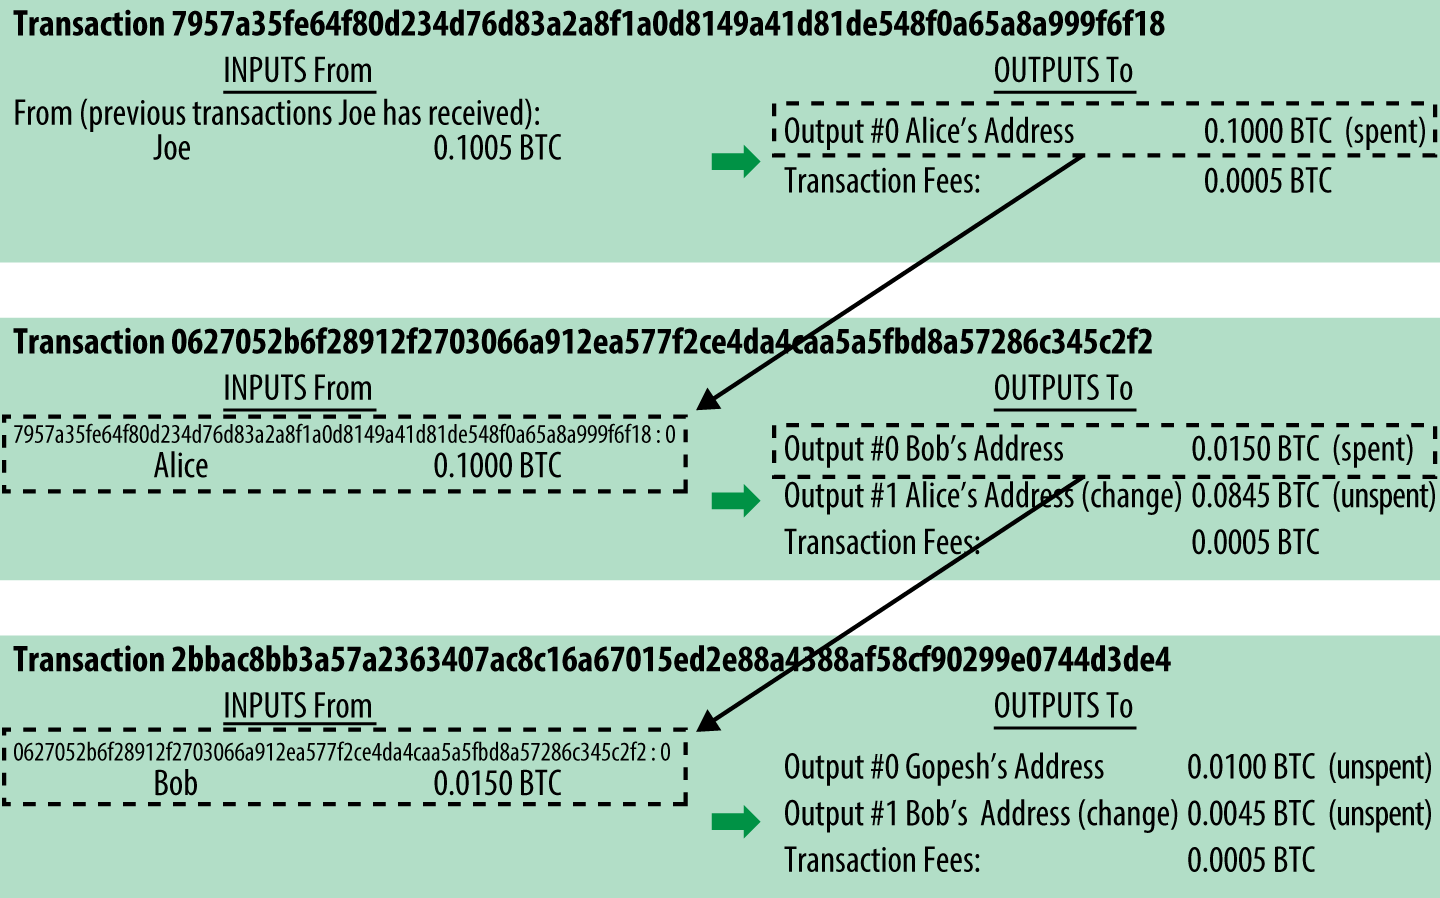 Transaction 7957a35fe64f80d234d76d83a2a8f1a0d8149a41d81de548f0a65a8a999f6f18
INPUTS From
OUTPUTS To
From (previous transactions Joe has received):
Joe 0.1005 BTC
Output #0 Alice’s Address 0.1000 BTC (spent)
Transaction Fees: 0.0005 BTC
Transaction 0627052b6f28912f2703066a912ea577f2ce4da4caa5a5fbd8a57286c345c2f2
INPUTS From
OUTPUTS To
7957a35fe64f80d234d76d83a2a8f1a0d8149a41d81de548f0a65a8a999f6f18 : 0
Alice 0.1000 BTC
Output #0 Bob’s Address 0.0150 BTC (spent)
Output #1 Alice’s Address (change) 0.0845 BTC (unspent)
Transaction Fees: 0.0005 BTC
Transaction 2bbac8bb3a57a2363407ac8c16a67015ed2e88a4388af58cf90299e0744d3de4
INPUTS From
OUTPUTS To
0627052b6f28912f2703066a912ea577f2ce4da4caa5a5fbd8a57286c345c2f2 : 0
Bob 0.0150 BTC
Output #0 Gopesh’s Address 0.0100 BTC (unspent)
Output #1 Bob’s Address (change) 0.0045 BTC (unspent)
Transaction Fees: 0.0005 BTC